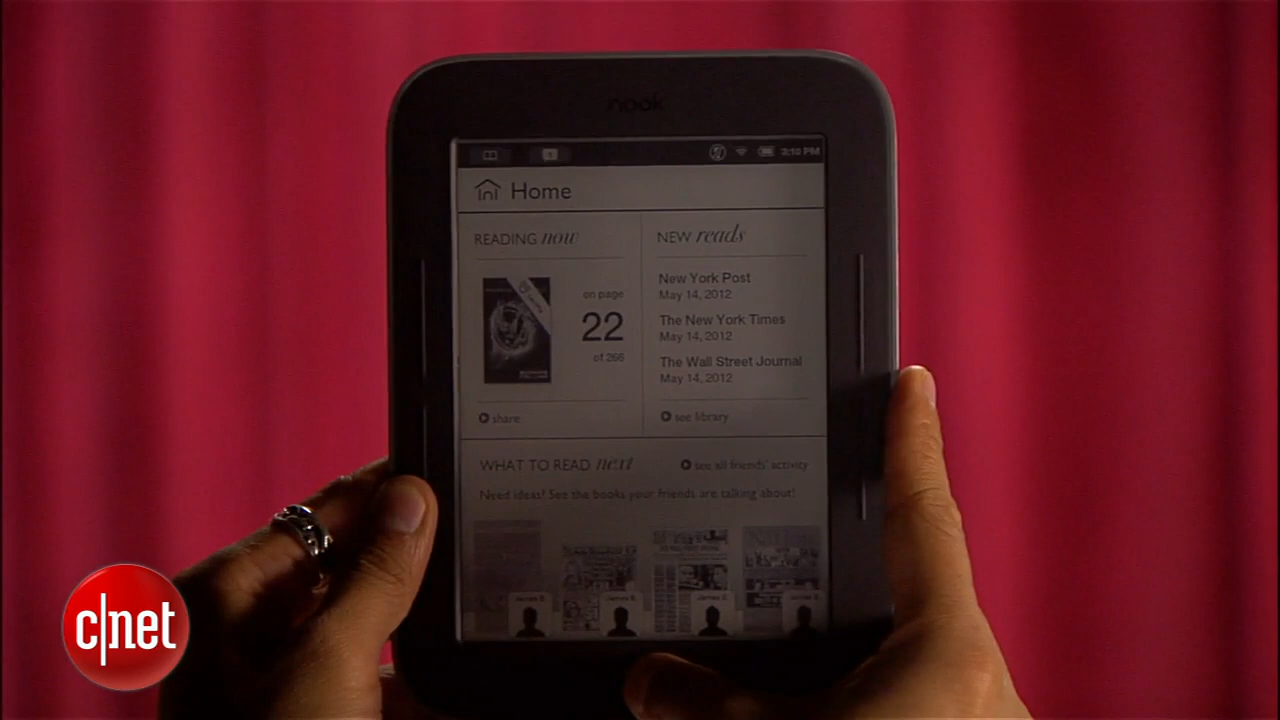 nook
3:10 PM
Home
READING now
NEW reads
on page
22
of 266
New York Post
May 14, 2012
The New York Times
May 14, 2012
The Wall Street Journal
May 14, 2012
share
see library
WHAT TO READ next
see all friends' activity
Need ideas? See the books your friends are talking about!
James B.
c|net